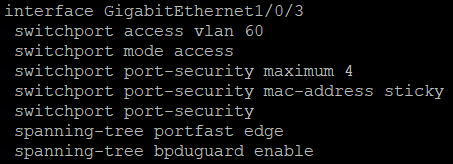 interface GigabitEthernet1/0/3
 switchport access vlan 60
 switchport mode access
 switchport port-security maximum 4
 switchport port-security mac-address sticky
 switchport port-security
 spanning-tree portfast edge
 spanning-tree bpduguard enable